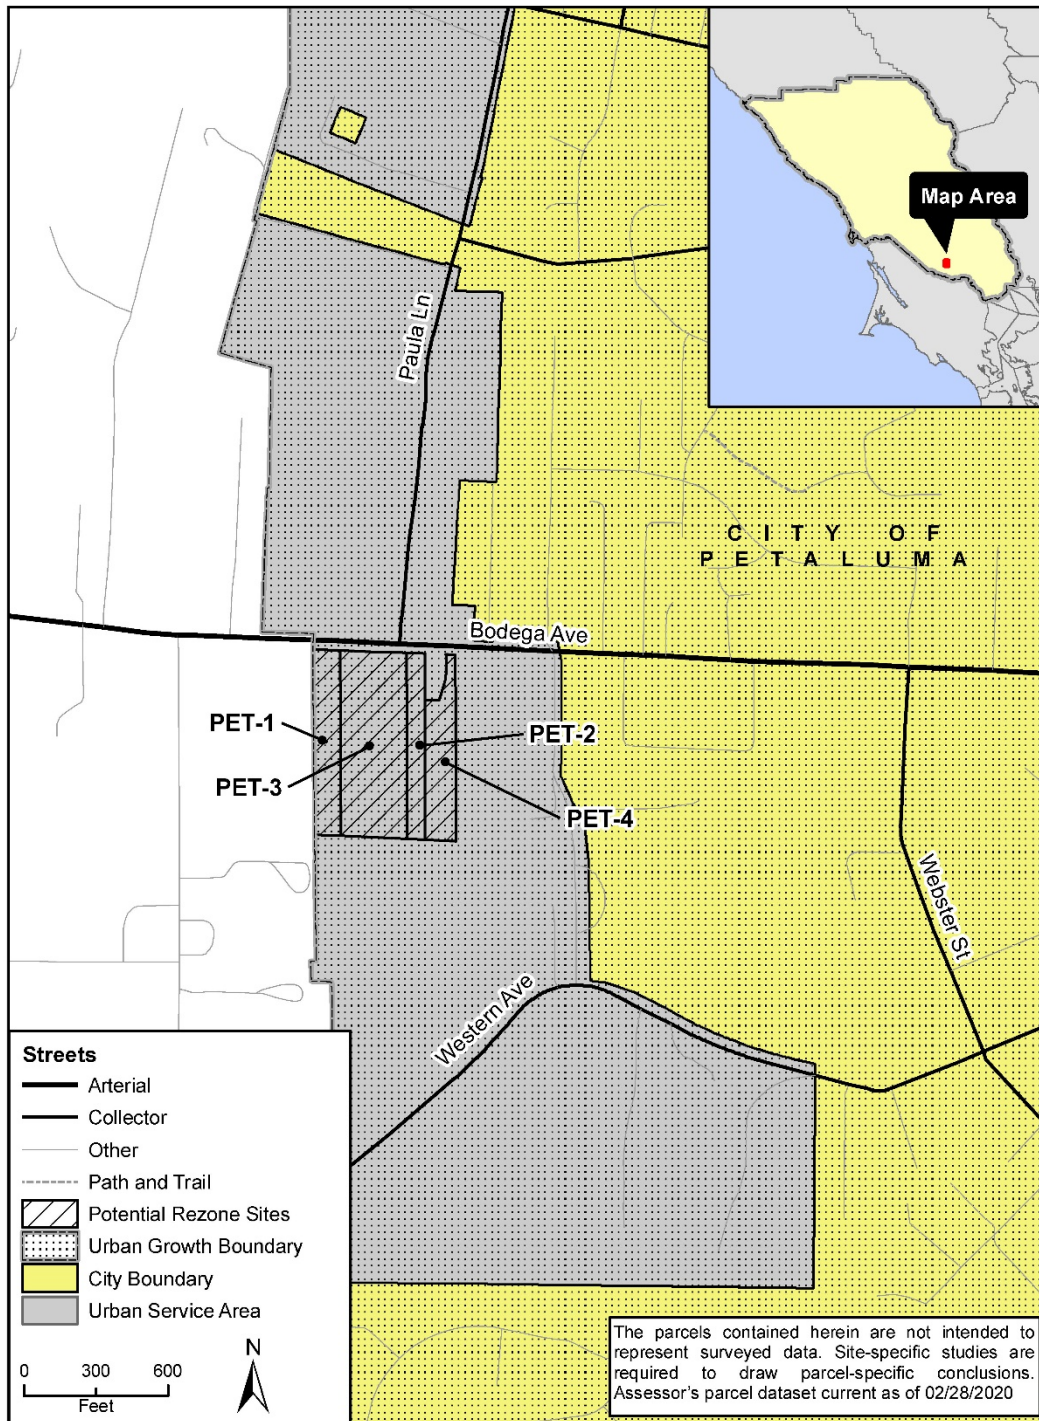 Map Area
Paula Ln
CITY OF
PETALUMA
Bodega Ave
PET-1
PET-2
PET-3
PET-4
Webster St
Western Ave
Streets
Arterial
Collector
Other
Path and Trail
Potential Rezone Sites
Urban Growth Boundary
City Boundary
Urban Service Area
N
0 300 600
Feet
The parcels contained herein are not intended to
represent surveyed data. Site-specific studies are
required to draw parcel-specific conclusions.
Assessor's parcel dataset current as of 02/28/2020